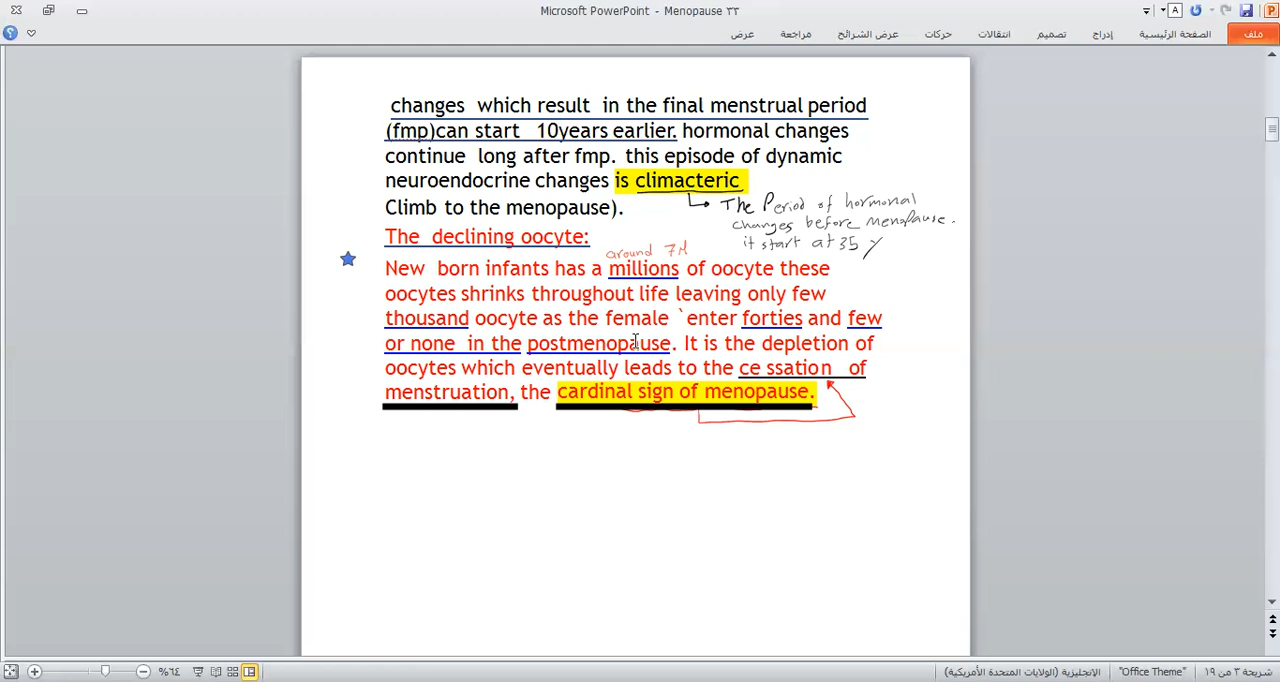 Microsoft PowerPoint - Menopause ٣٣
ملف
الصفحة الرئيسية
إدراج
تصميم
انتقالات
حركات
عرض الشرائح
مراجعة
عرض
changes which result in the final menstrual period
(fmp)can start 10years earlier. hormonal changes
continue long after fmp. this episode of dynamic
neuroendocrine changes is climacteric
Climb to the menopause).
The Period of hormonal
changes before menopause.
it start at 35 y
The declining oocyte:
around 7M
New born infants has a millions of oocyte these
oocytes shrinks throughout life leaving only few
thousand oocyte as the female `enter forties and few
or none in the postmenopause. It is the depletion of
oocytes which eventually leads to the ce ssation of
menstruation, the cardinal sign of menopause.
شريحة ٣ من ١٩
"Office Theme"
الإنجليزية (الولايات المتحدة الأمريكية)
%٦٤